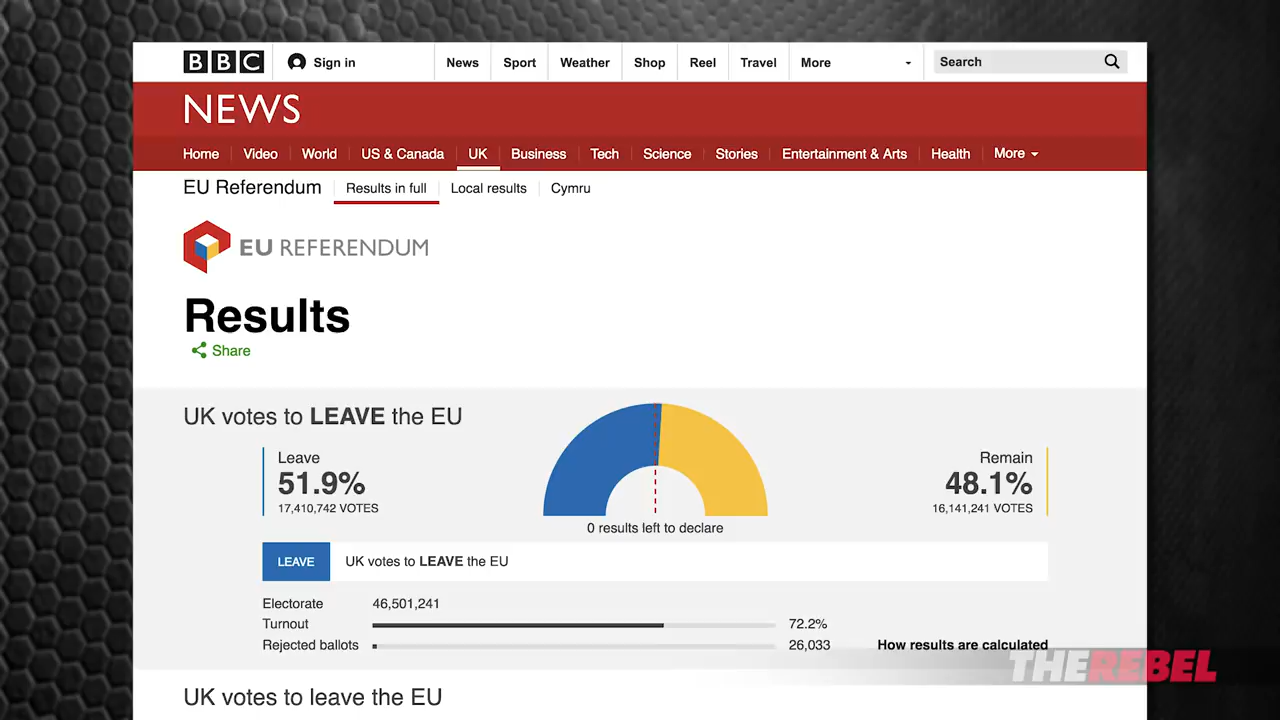 BBC Sign in News Sport Weather Shop Reel Travel More Search
NEWS
Home Video World US & Canada UK Business Tech Science Stories Entertainment & Arts Health More
EU Referendum Results in full Local results Cymru
EU REFERENDUM
Results
Share
UK votes to LEAVE the EU
Leave
51.9%
17,410,742 VOTES
Remain
48.1%
16,141,241 VOTES
0 results left to declare
LEAVE UK votes to LEAVE the EU
Electorate 46,501,241
Turnout 72.2%
Rejected ballots 26,033 How results are calculated
THEREBEL
UK votes to leave the EU